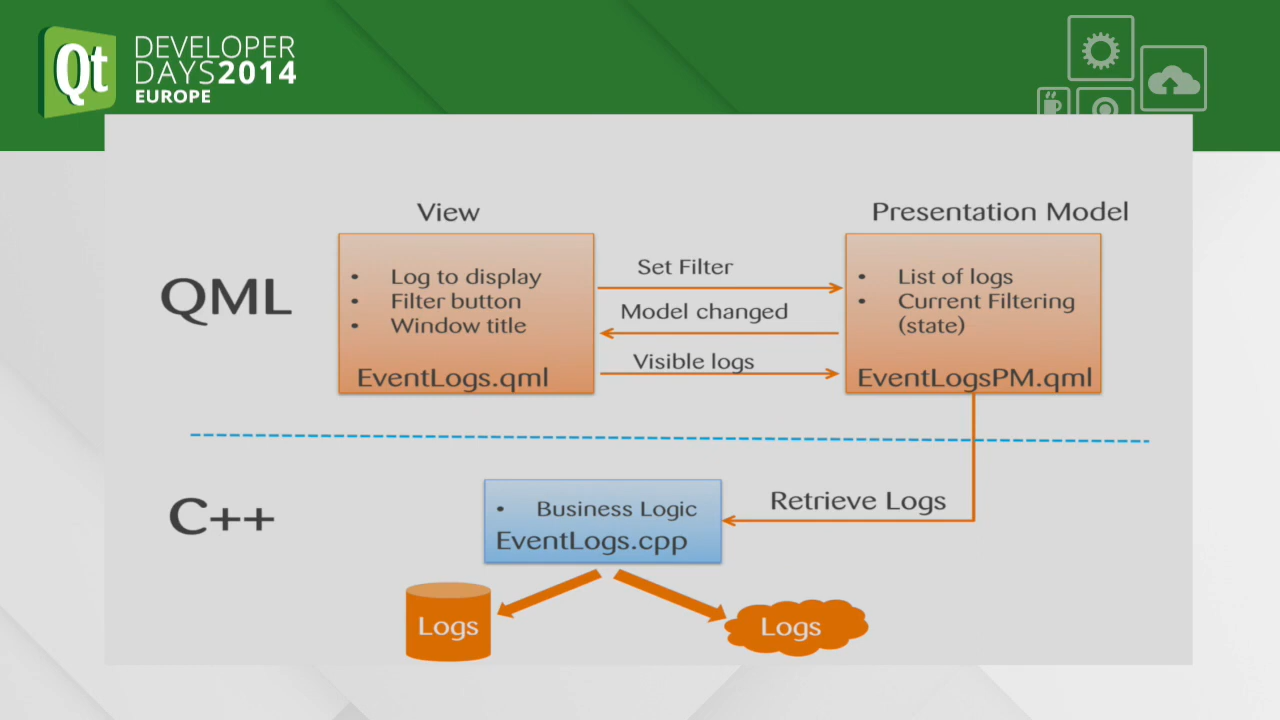 Qt
DEVELOPER
DAYS2014
EUROPE
View
Presentation Model
QML
• Log to display
• Filter button
• Window title
EventLogs.qml
Set Filter
Model changed
Visible logs
• List of logs
• Current Filtering
(state)
EventLogsPM.qml
C++
• Business Logic
EventLogs.cpp
Retrieve Logs
Logs
Logs